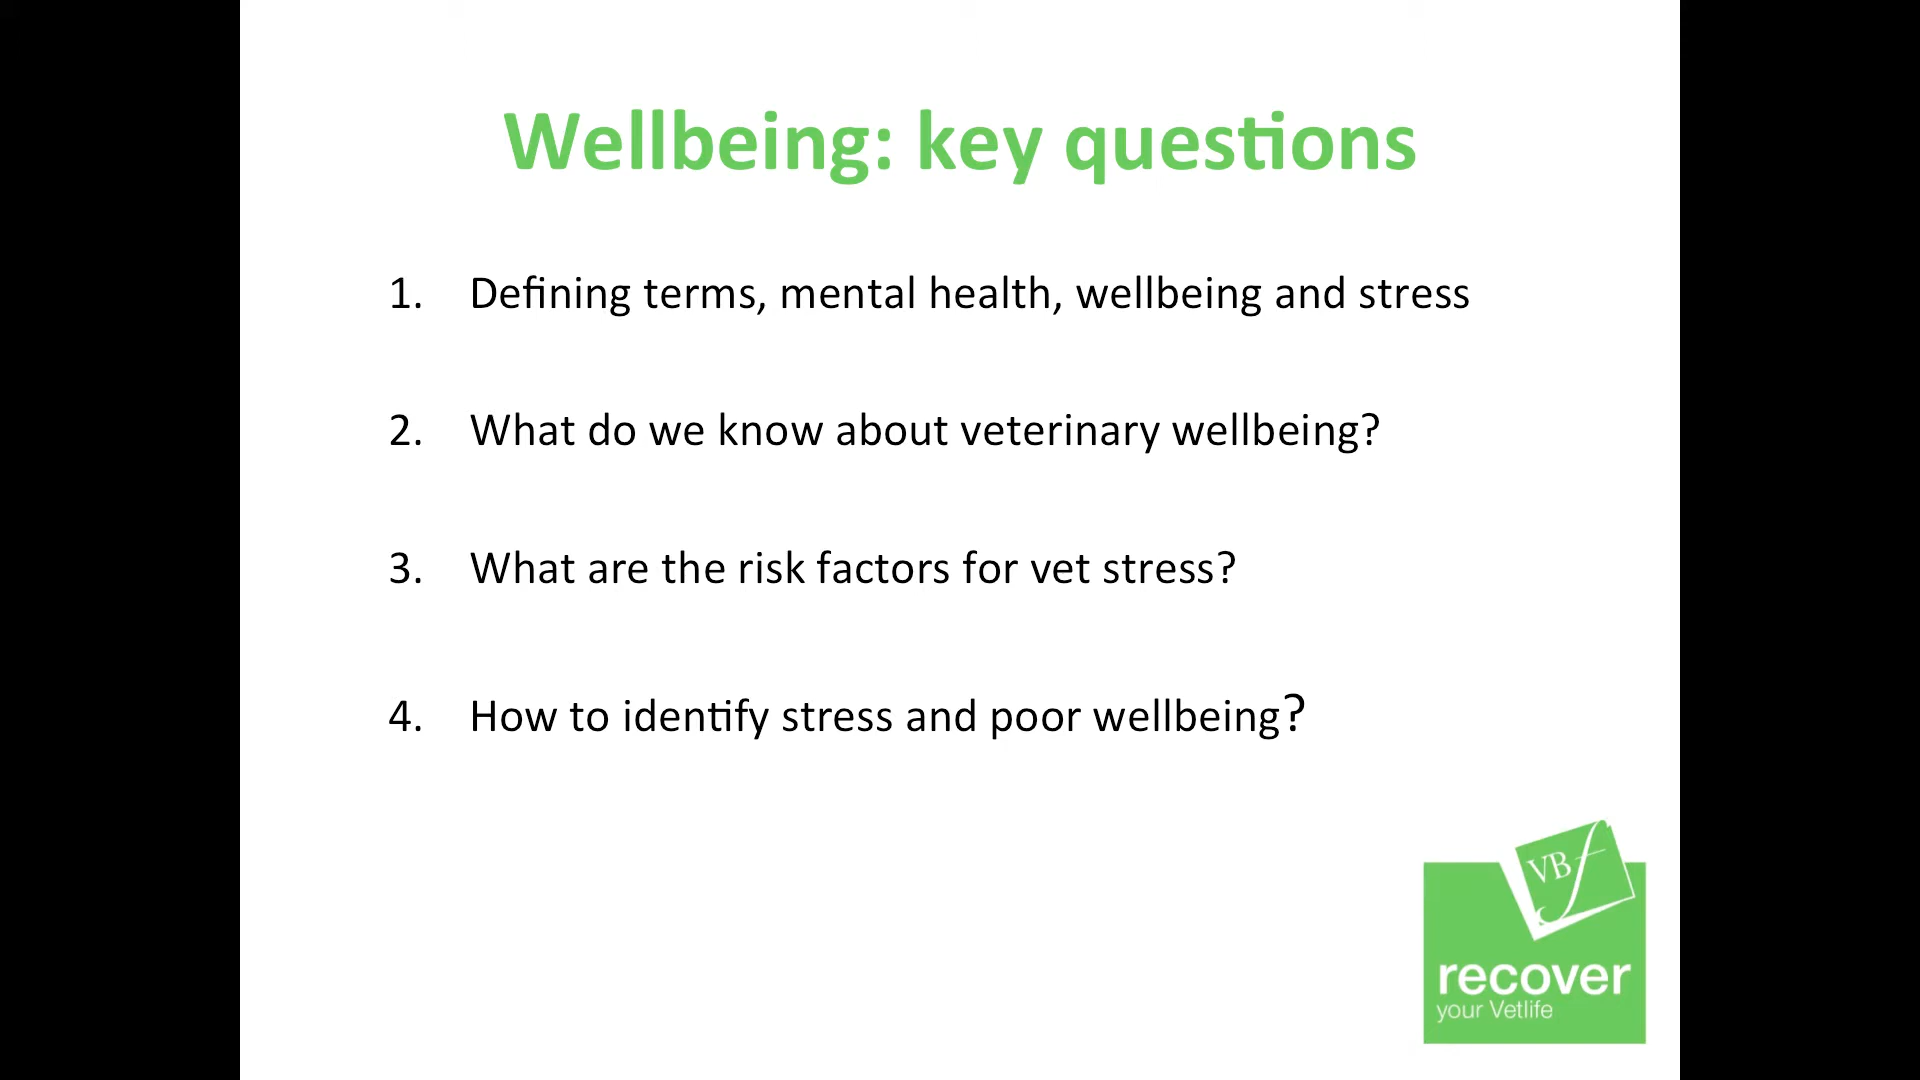 Wellbeing: key questions
1. Defining terms, mental health, wellbeing and stress
2. What do we know about veterinary wellbeing?
3. What are the risk factors for vet stress?
4. How to identify stress and poor wellbeing?
VBf
recover
your Vetlife